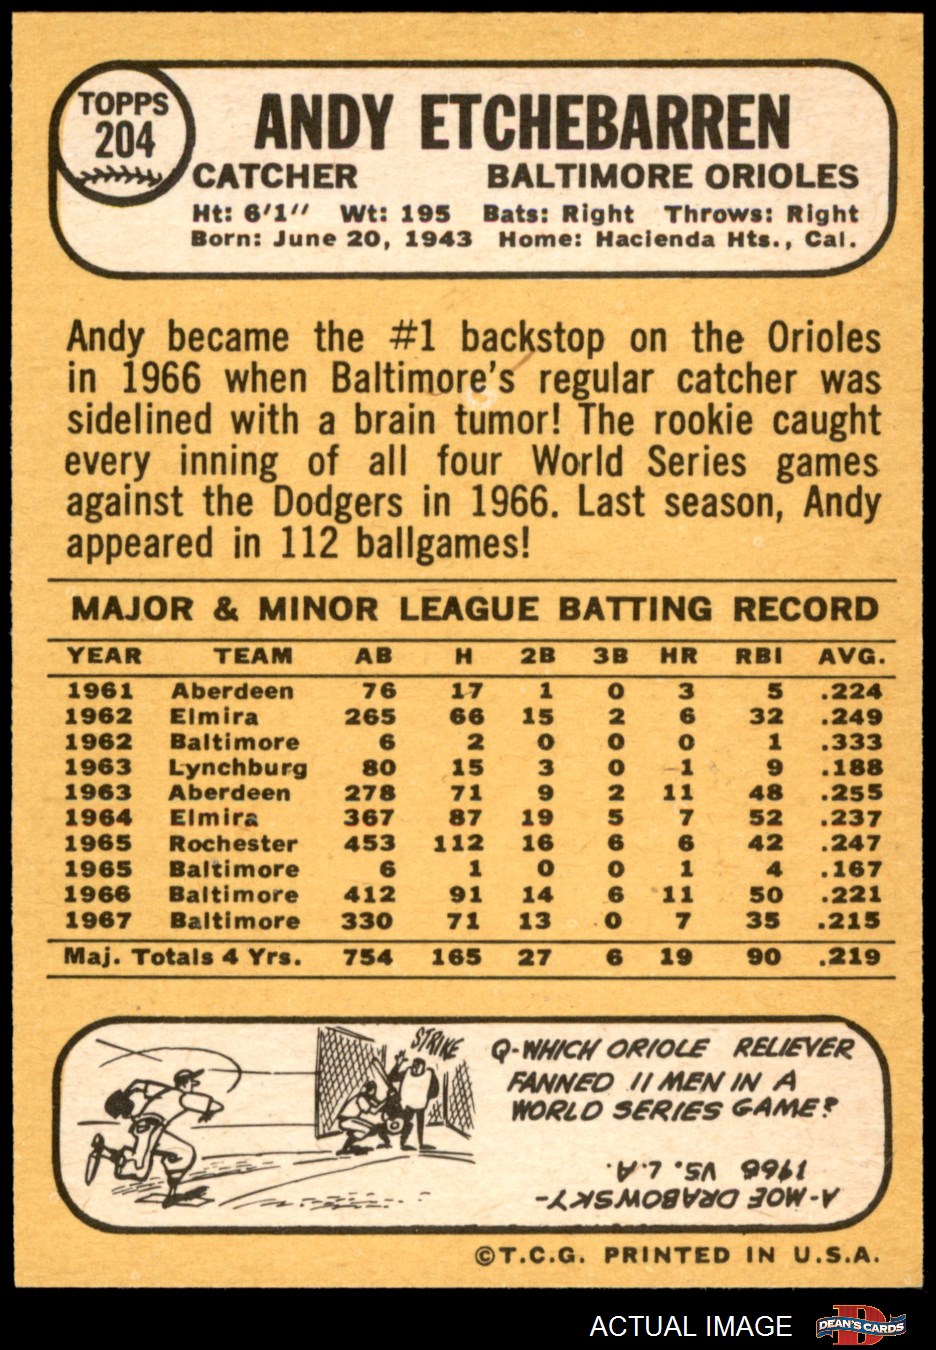 TOPPS
204
ANDY ETCHEBARREN
CATCHER BALTIMORE ORIOLES
Ht: 6'1" Wt: 195 Bats: Right Throws: Right
Born: June 20, 1943 Home: Hacienda Hts., Cal.
Andy became the #1 backstop on the Orioles
in 1966 when Baltimore's regular catcher was
sidelined with a brain tumor! The rookie caught
every inning of all four World Series games
against the Dodgers in 1966. Last season, Andy
appeared in 112 ballgames!
MAJOR & MINOR LEAGUE BATTING RECORD
YEAR TEAM AB H 2B 3B HR RBI AVG.
1961 Aberdeen 76 17 1 0 3 5 .224
1962 Elmira 265 66 15 2 6 32 .249
1962 Baltimore 6 2 0 0 0 1 .333
1963 Lynchburg 80 15 3 0 1 9 .188
1963 Aberdeen 278 71 9 2 11 48 .255
1964 Elmira 367 87 19 5 7 52 .237
1965 Rochester 453 112 16 6 6 42 .247
1965 Baltimore 6 1 0 0 1 4 .167
1966 Baltimore 412 91 14 6 11 50 .221
1967 Baltimore 330 71 13 0 7 35 .215
Maj. Totals 4 Yrs. 754 165 27 6 19 90 .219
STRIKE
Q-WHICH ORIOLE RELIEVER
FANNED 11 MEN IN A
WORLD SERIES GAME?
A-MOE DRABOWSKY-
1966 VS. L.A.
©T.C.G. PRINTED IN U.S.A.
ACTUAL IMAGE
D
DEAN'S CARDS